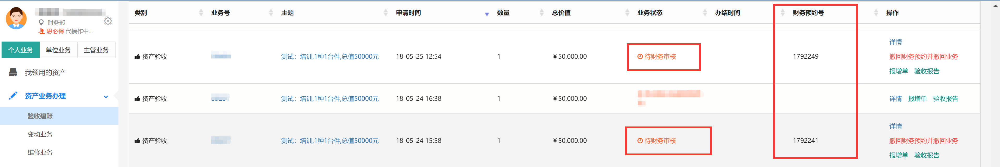 财务部
思必得 代操作中...
个人业务 单位业务 主管业务
我领用的资产
资产业务办理
验收建账
变动业务
维修业务
类别 业务号 主题 申请时间 数量 总价值 业务状态 办结时间 财务预约号 操作
详情
资产验收 测试：培训,1种1台件,总值50000元 18-05-25 12:54 1 ￥50,000.00 待财务审核 1792249 撤回财务预约并撤回业务
报增单 验收报告
资产验收 测试：培训,1种1台件,总值50000元 18-05-24 16:38 1 ￥50,000.00 详情 报增单 验收报告
详情
资产验收 测试：培训,1种1台件,总值50000元 18-05-24 15:58 1 ￥50,000.00 待财务审核 1792241 撤回财务预约并撤回业务
报增单 验收报告